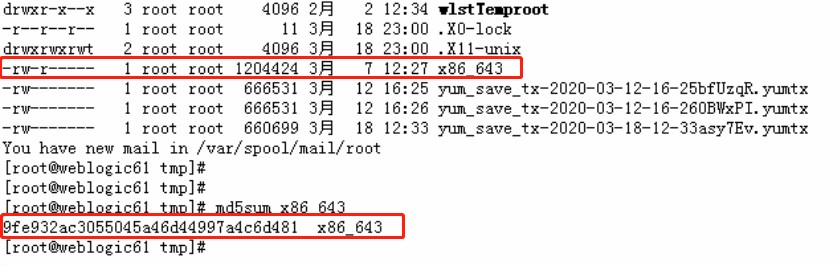 drwxr-x--x 3 root root 4096 2月 2 12:34 wlstTemproot
-r--r--r-- 1 root root 11 3月 18 23:00 .X0-lock
drwxrwxrwt 2 root root 4096 3月 18 23:00 .X11-unix
-rw-r----- 1 root root 1204424 3月 7 12:27 x86_643
-rw------- 1 root root 666531 3月 12 16:25 yum_save_tx-2020-03-12-16-25bfUzqR.yumtx
-rw------- 1 root root 666531 3月 12 16:26 yum_save_tx-2020-03-12-16-260BWxPI.yumtx
-rw------- 1 root root 660699 3月 18 12:33 yum_save_tx-2020-03-18-12-33asy7Ev.yumtx
You have new mail in /var/spool/mail/root
[root@weblogic61 tmp]#
[root@weblogic61 tmp]#
[root@weblogic61 tmp]# md5sum x86_643
9fe932ac3055045a46d44997a4c6d481 x86_643
[root@weblogic61 tmp]#